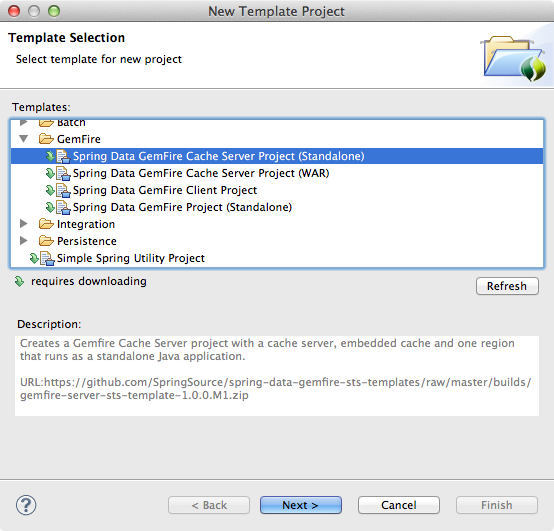 New Template Project
Template Selection
Select template for new project
Templates:
Batch
GemFire
Spring Data GemFire Cache Server Project (Standalone)
Spring Data GemFire Cache Server Project (WAR)
Spring Data GemFire Client Project
Spring Data GemFire Project (Standalone)
Integration
Persistence
Simple Spring Utility Project
requires downloading
Refresh
Description:
Creates a Gemfire Cache Server project with a cache server, embedded cache and one region
that runs as a standalone Java application.
URL:https://github.com/SpringSource/spring-data-gemfire-sts-templates/raw/master/builds/
gemfire-server-sts-template-1.0.0.M1.zip
?
< Back
Next >
Cancel
Finish